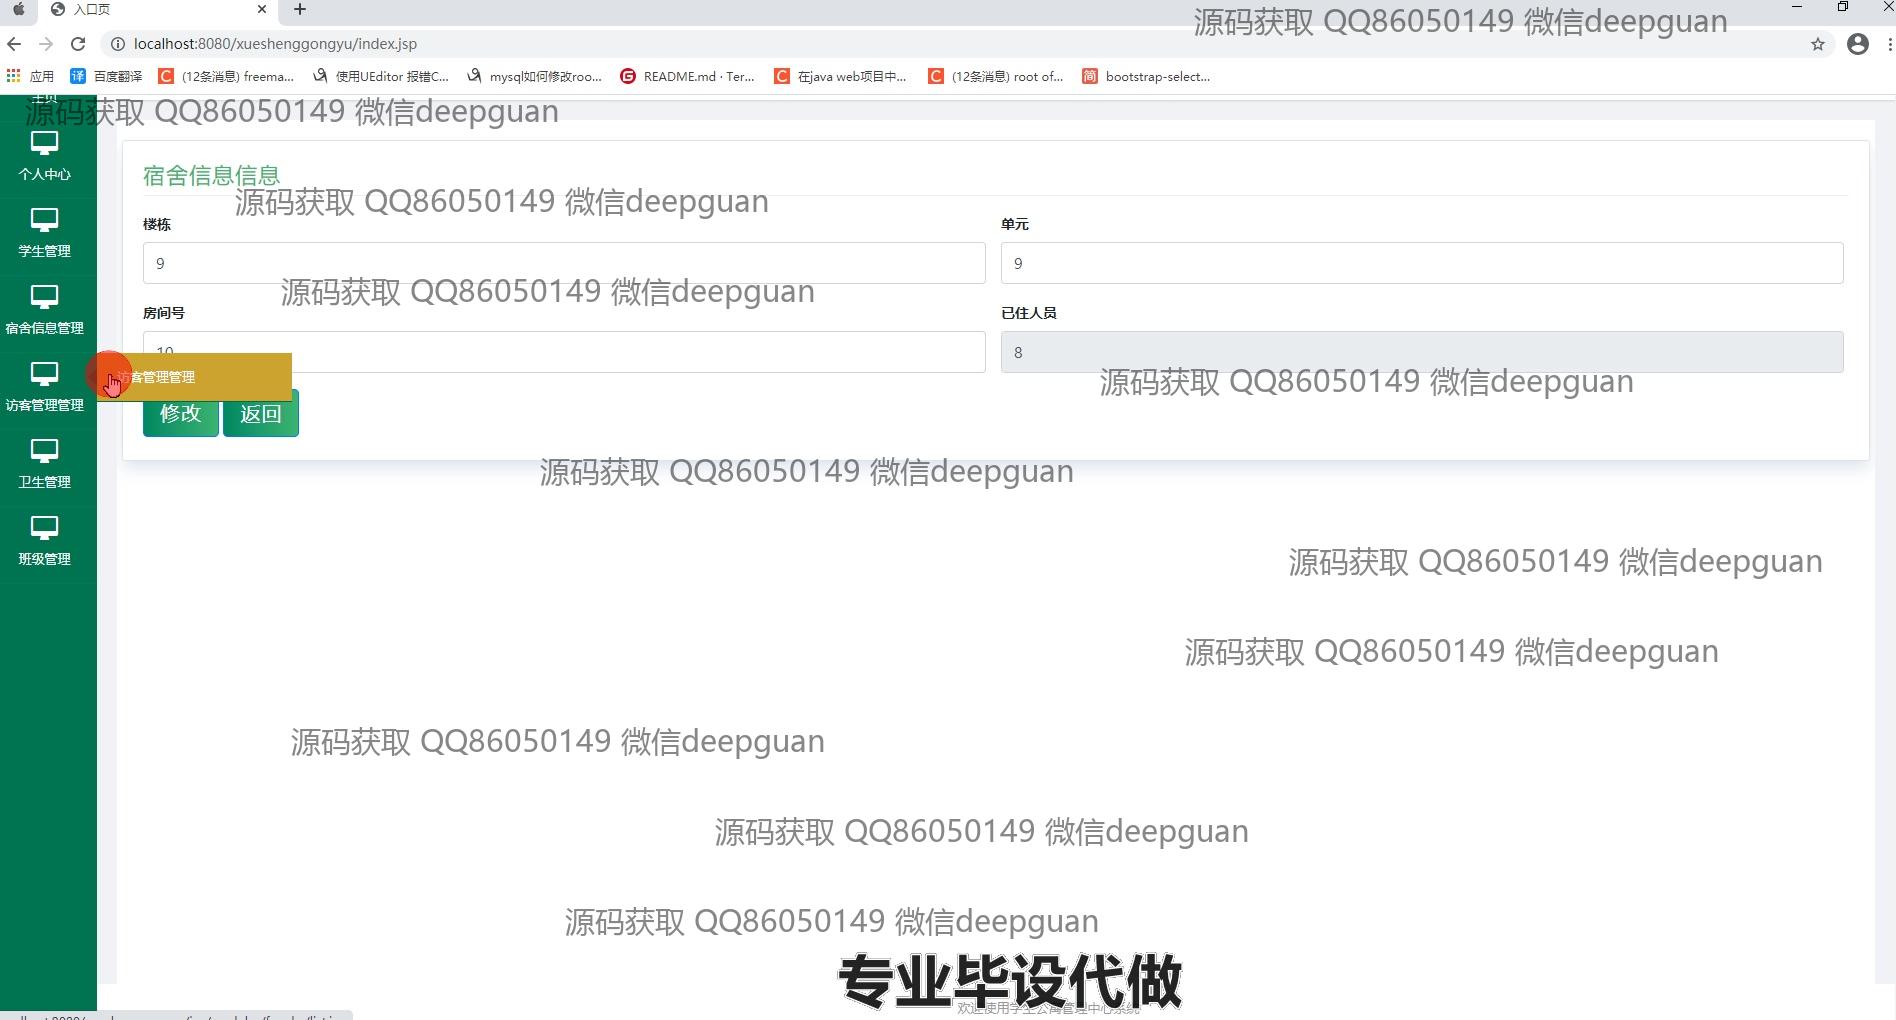 入口页
源码获取 QQ86050149 微信deepguan
localhost:8080/xueshenggongyu/index.jsp
应用
百度翻译
(12条消息) freema...
使用UEditor 报错C...
mysql如何修改roo...
README.md · Ter...
在java web项目中...
(12条消息) root of...
bootstrap-select...
主页
源码获取 QQ86050149 微信deepguan
个人中心
宿舍信息信息
源码获取 QQ86050149 微信deepguan
楼栋
单元
学生管理
9
9
源码获取 QQ86050149 微信deepguan
房间号
已住人员
宿舍信息管理
10
8
访客管理管理
源码获取 QQ86050149 微信deepguan
访客管理管理
修改
返回
源码获取 QQ86050149 微信deepguan
卫生管理
班级管理
源码获取 QQ86050149 微信deepguan
源码获取 QQ86050149 微信deepguan
源码获取 QQ86050149 微信deepguan
源码获取 QQ86050149 微信deepguan
源码获取 QQ86050149 微信deepguan
专业毕设代做
欢迎使用学生公寓管理中心系统